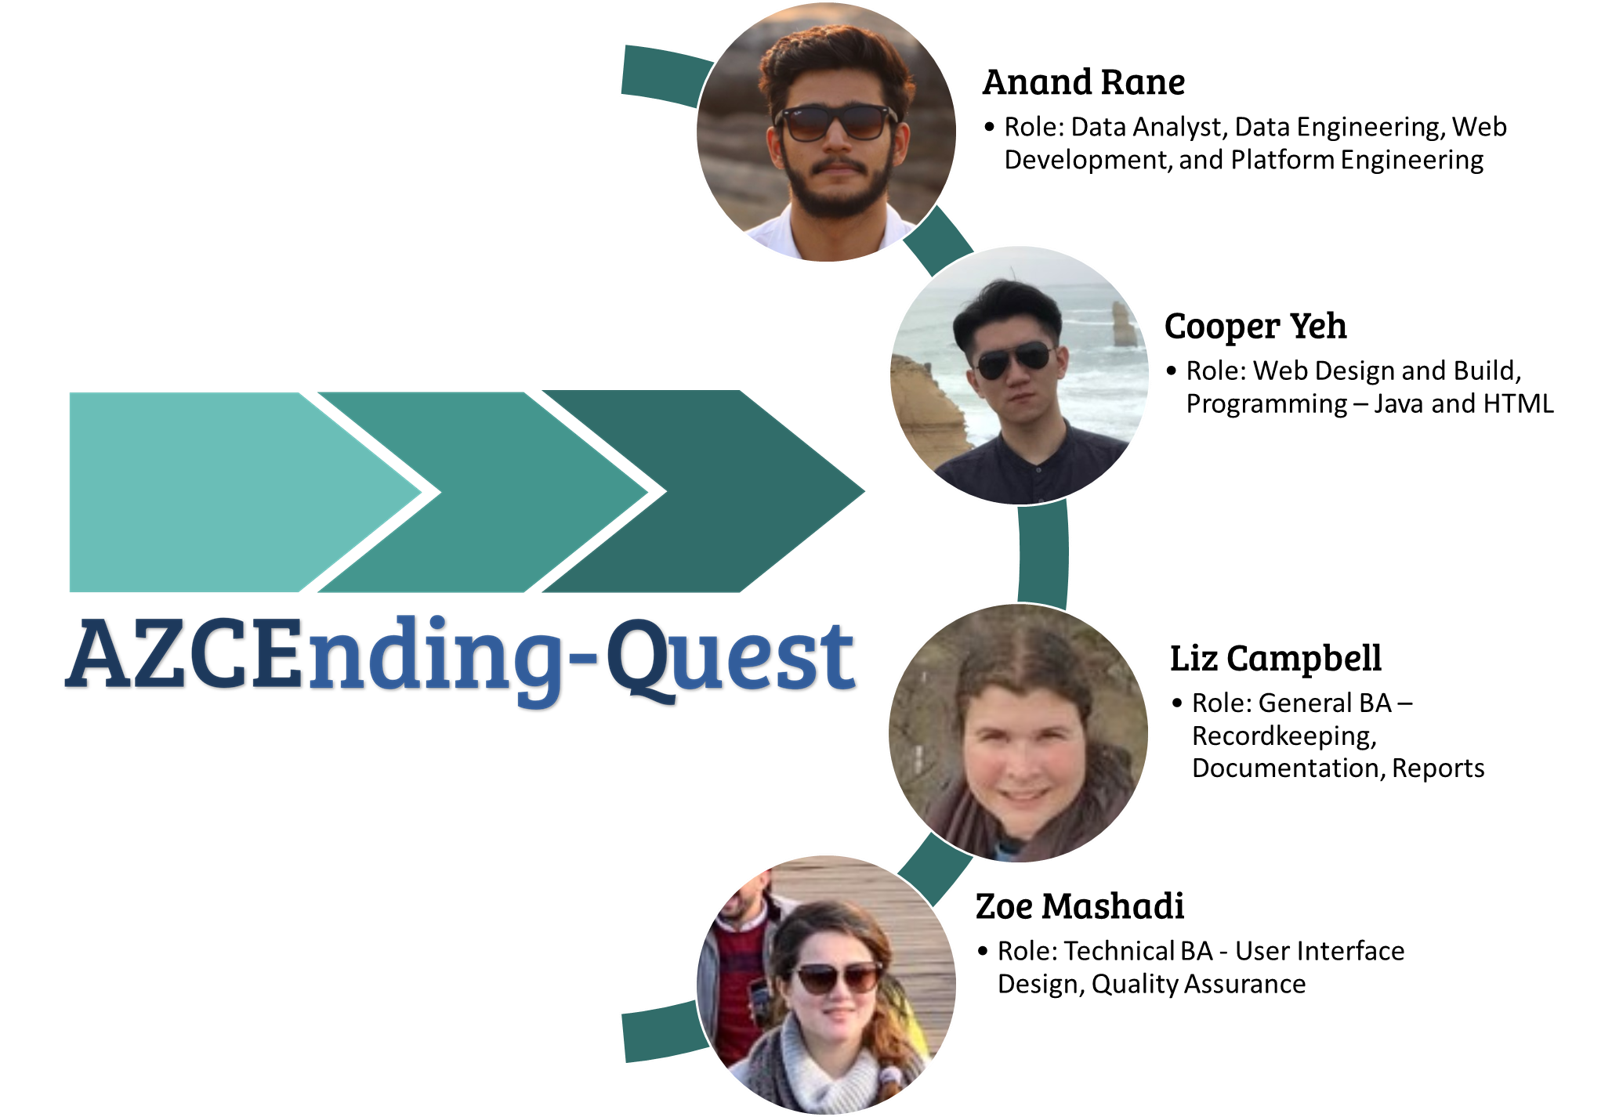 Anand Rane
• Role: Data Analyst, Data Engineering, Web
Development, and Platform Engineering
Cooper Yeh
• Role: Web Design and Build,
Programming – Java and HTML
AZCEnding-Quest
Liz Campbell
• Role: General BA –
Recordkeeping,
Documentation, Reports
Zoe Mashadi
• Role: Technical BA - User Interface
Design, Quality Assurance